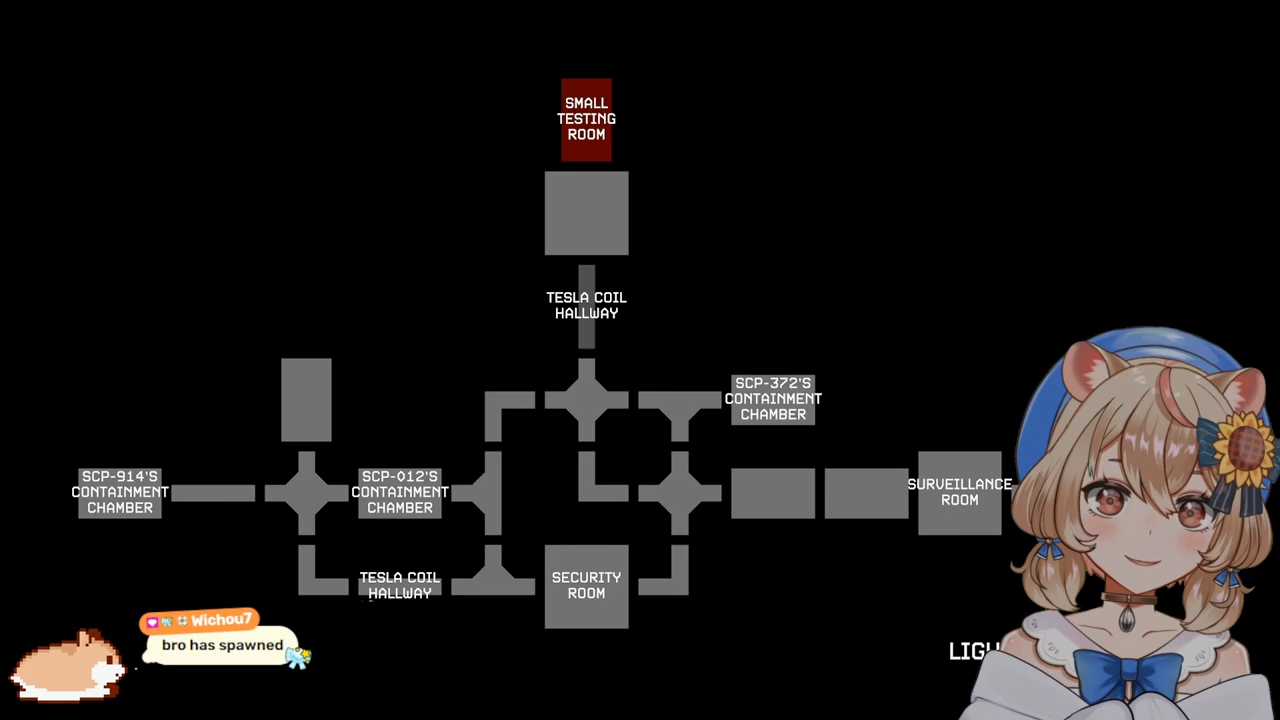 SMALL
TESTING
ROOM
TESLA COIL
HALLWAY
SCP-372'S
CONTAINMENT
CHAMBER
SCP-914'S
CONTAINMENT
CHAMBER
SCP-012'S
CONTAINMENT
CHAMBER
SURVEILLANCE
ROOM
TESLA COIL
HALLWAY
SECURITY
ROOM
Wichou7
bro has spawned